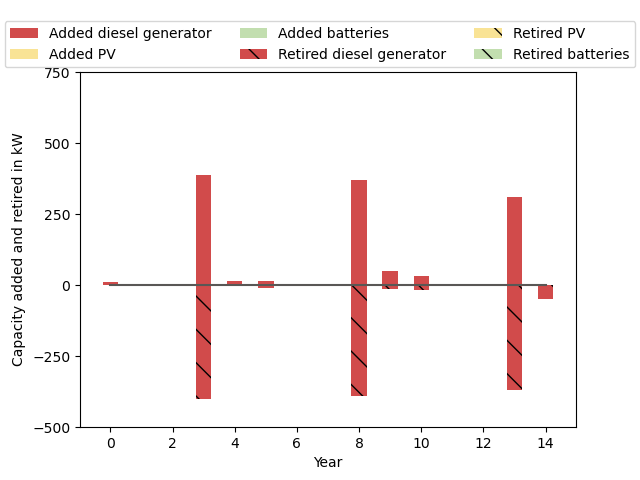 Added diesel generator Added batteries Retired PV
Added PV Retired diesel generator Retired batteries
750
500
250
0
−250
−500
Capacity added and retired in kW
0 2 4 6 8 10 12 14
Year